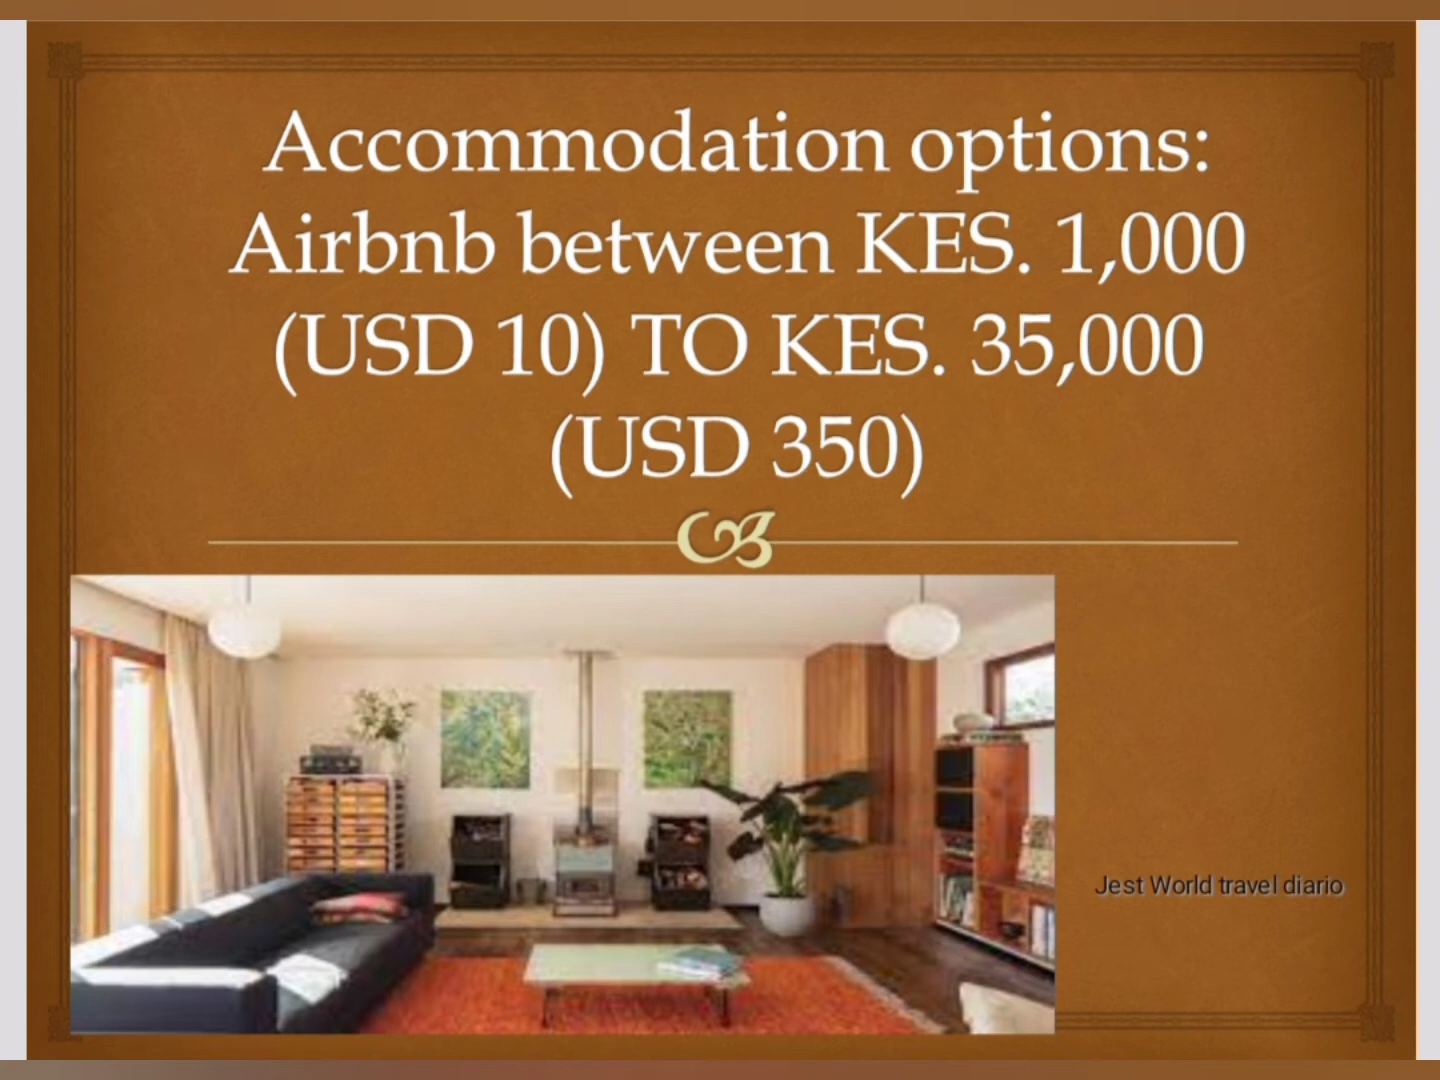 Accommodation options:
Airbnb between KES. 1,000
(USD 10) TO KES. 35,000
(USD 350)
Jest World travel diario